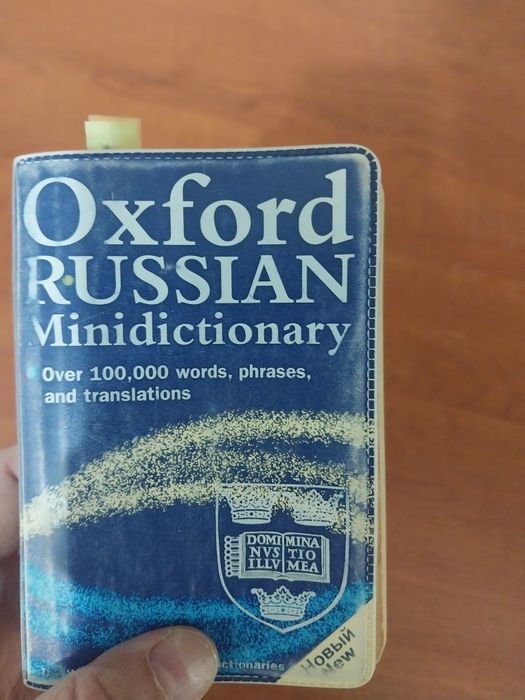 Oxford
RUSSIAN
Minidictionary
Over 100,000 words, phrases,
and translations
DOMI MINA
NVS TIO
ILLV MEA
Новый
New